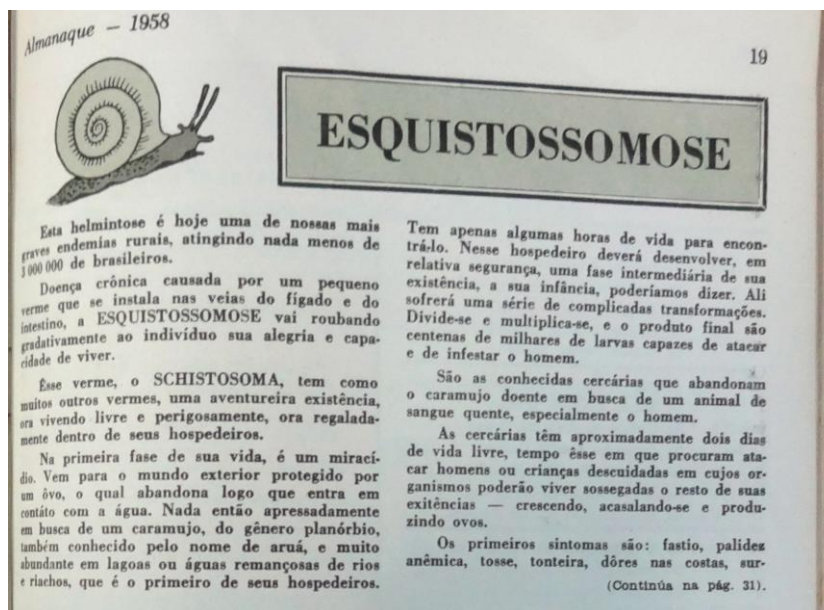 Almanaque — 1958
19
ESQUISTOSSOMOSE
Esta helmintose é hoje uma de nossas mais
graves endemias rurais, atingindo nada menos de
3 000 000 de brasileiros.
Doença crônica causada por um pequeno
verme que se instala nas veias do fígado e do
intestino, a ESQUISTOSSOMOSE vai roubando
gradativamente ao indivíduo sua alegria e capa-
cidade de viver.
Êsse verme, o SCHISTOSOMA, tem como
muitos outros vermes, uma aventureira existência,
ora vivendo livre e perigosamente, ora regalada-
mente dentro de seus hospedeiros.
Na primeira fase de sua vida, é um mirací-
dio. Vem para o mundo exterior protegido por
um ôvo, o qual abandona logo que entra em
contáto com a água. Nada então apressadamente
em busca de um caramujo, do gênero planórbio,
também conhecido pelo nome de aruá, e muito
abundante em lagoas ou águas remançosas de rios
e riachos, que é o primeiro de seus hospedeiros.
Tem apenas algumas horas de vida para encon-
trá-lo. Nesse hospedeiro deverá desenvolver, em
relativa segurança, uma fase intermediária de sua
existência, a sua infância, poderíamos dizer. Ali
sofrerá uma série de complicadas transformações.
Divide-se e multiplica-se, e o produto final são
centenas de milhares de larvas capazes de atacar
e de infestar o homem.
São as conhecidas cercárias que abandonam
o caramujo doente em busca de um animal de
sangue quente, especialmente o homem.
As cercárias têm aproximadamente dois dias
de vida livre, tempo êsse em que procuram ata-
car homens ou crianças descuidadas em cujos or-
ganismos poderão viver sossegadas o resto de suas
exitências — crescendo, acasalando-se e produ-
zindo ovos.
Os primeiros sintomas são: fastio, palidez
anêmica, tosse, tonteira, dôres nas costas, sur-
(Continúa na pág. 31).